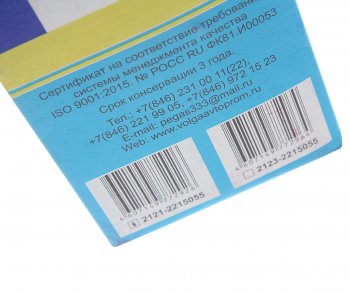 Сертификат на соответствие требованиям
системы менеджмента качества
ISO 9001:2015. № РОСС RU.ФК91.И00053
Срок консервации 3 года.
Тел.: +7(846) 231 00 11(22),
+7(846) 221 99 05, +7(846) 972 15 23
E-mail: pegas333@mail.ru
Web: www.volgaavtoprom.ru
2121-2215055
2123-2215055